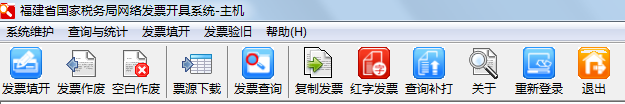 福建省国家税务局网络发票开具系统-主机
系统维护 查询与统计 发票填开 发票验旧 帮助(H)
发票填开 发票作废 空白作废 票源下载 发票查询 复制发票 红字发票 查询补打 关于 重新登录 退出